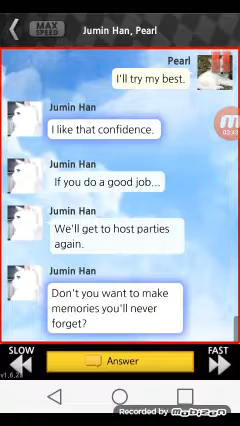 MAX
SPEED
Jumin Han, Pearl
Pearl
I'll try my best.
Jumin Han
I like that confidence.
03:43
Jumin Han
If you do a good job...
Jumin Han
We'll get to host parties
again.
Jumin Han
Don't you want to make
memories you'll never
forget?
SLOW
Answer
FAST
Recorded by mobizen